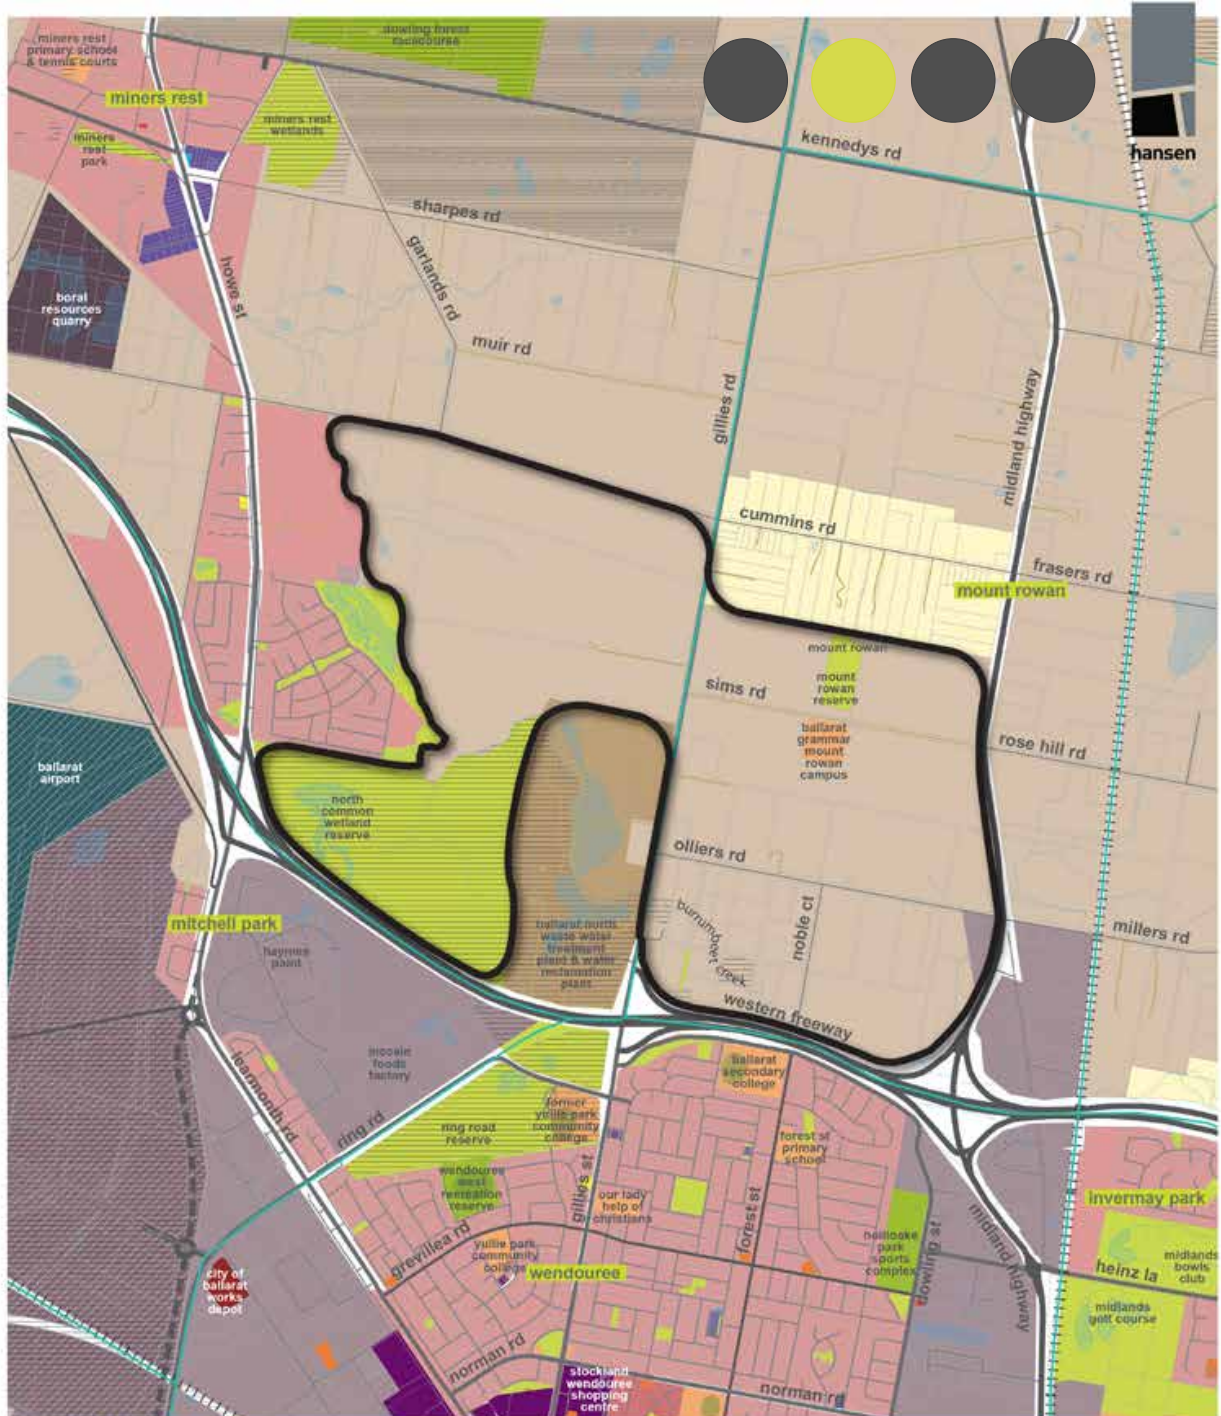 dowling forest
racecourse
miners rest
primary school
& tennis courts
miners rest
miners rest
wetlands
miners
rest
park
kennedys rd
hansen
sharpes rd
garlands rd
howe st
boral
resources
quarry
muir rd
gillies rd
midland highway
cummins rd
frasers rd
mount rowan
mount rowan
mount
rowan
reserve
sims rd
ballarat
grammar
mount
rowan
campus
rose hill rd
ballarat
airport
north
common
wetland
reserve
olliers rd
burrumbeet creek
noble ct
millers rd
mitchell park
haymes
paint
ballarat north
waste water
treatment
plant & water
reclamation
plant
western freeway
mccain
foods
factory
ballarat
secondary
college
learmonth rd
ring rd
ring road
reserve
former
yuille park
community
college
forest st
primary
school
wendouree
west
recreation
reserve
gillies st
our lady
help of
christians
forest st
invermay park
grevillea rd
yuille park
community
college
wendouree
park
sports
complex
dowling st
midland highway
heinz la
midlands
bowls
club
city of
ballarat
works
depot
midlands
golf course
norman rd
stockland
wendouree
shopping
centre
norman rd